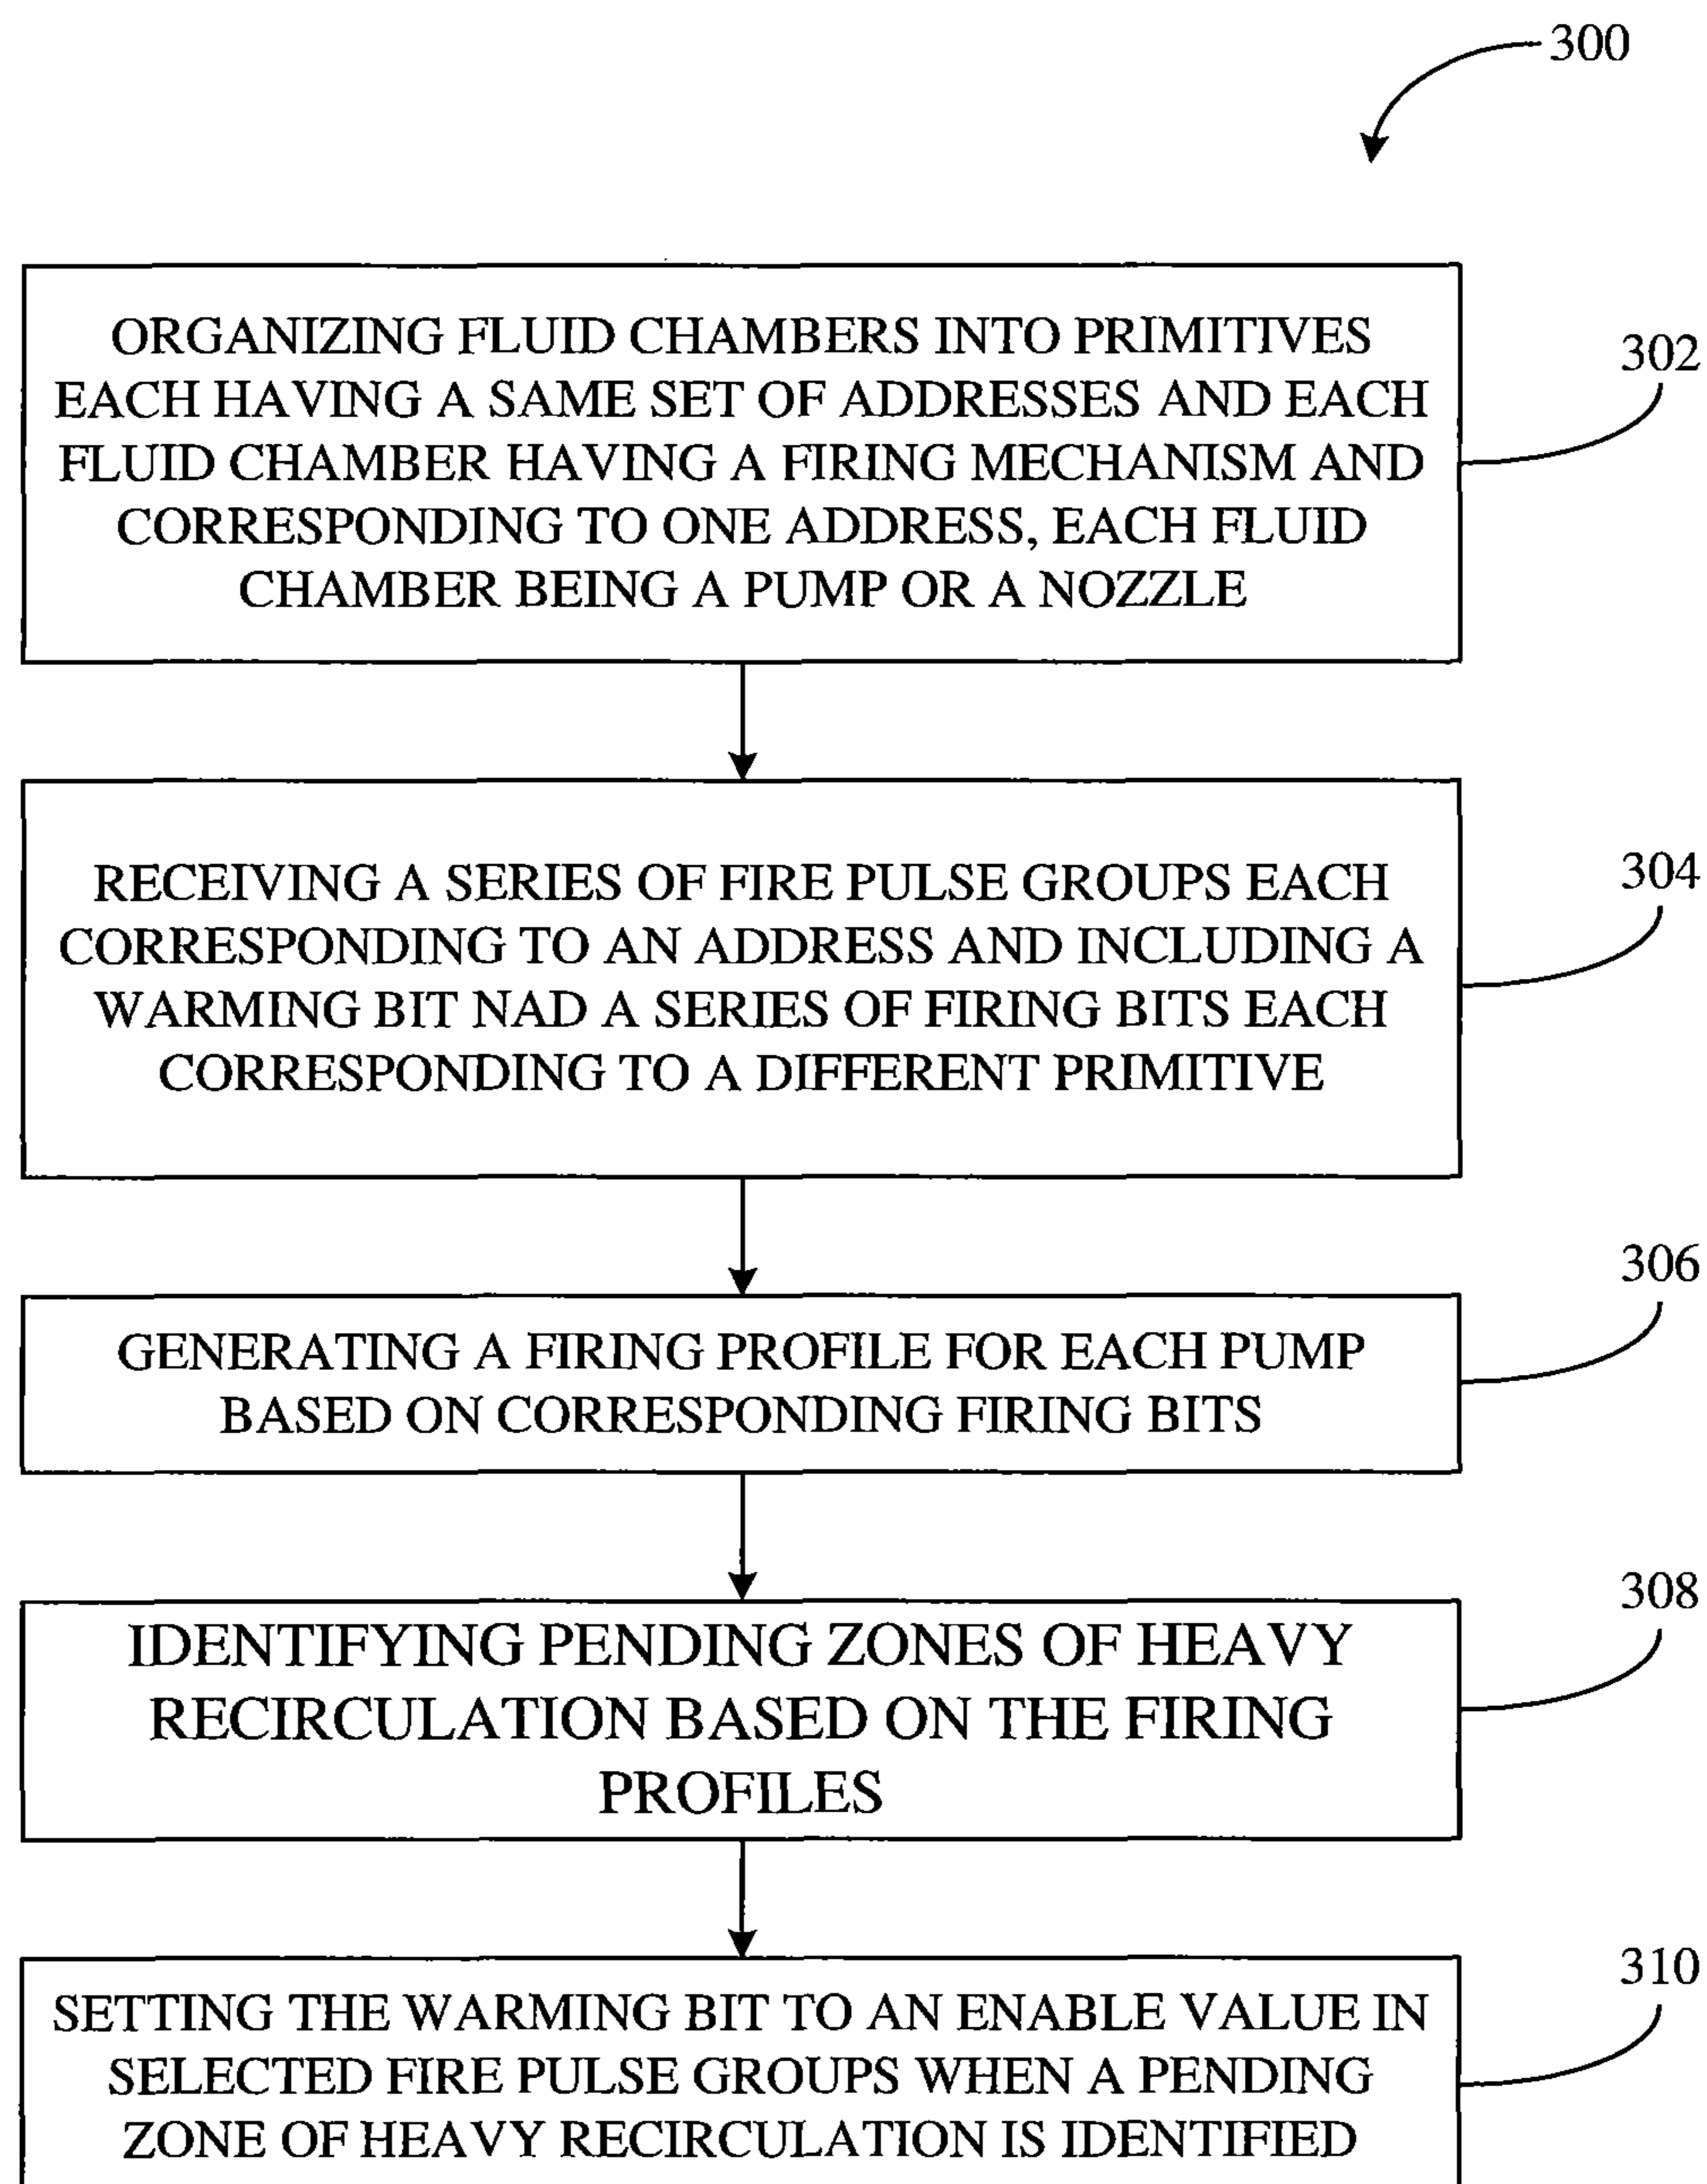 300
ORGANIZING FLUID CHAMBERS INTO PRIMITIVES
EACH HAVING A SAME SET OF ADDRESSES AND EACH
FLUID CHAMBER HAVING A FIRING MECHANISM AND
CORRESPONDING TO ONE ADDRESS, EACH FLUID
CHAMBER BEING A PUMP OR A NOZZLE
302
RECEIVING A SERIES OF FIRE PULSE GROUPS EACH
CORRESPONDING TO AN ADDRESS AND INCLUDING A
WARMING BIT NAD A SERIES OF FIRING BITS EACH
CORRESPONDING TO A DIFFERENT PRIMITIVE
304
GENERATING A FIRING PROFILE FOR EACH PUMP
BASED ON CORRESPONDING FIRING BITS
306
IDENTIFYING PENDING ZONES OF HEAVY
RECIRCULATION BASED ON THE FIRING
PROFILES
308
SETTING THE WARMING BIT TO AN ENABLE VALUE IN
SELECTED FIRE PULSE GROUPS WHEN A PENDING
ZONE OF HEAVY RECIRCULATION IS IDENTIFIED
310